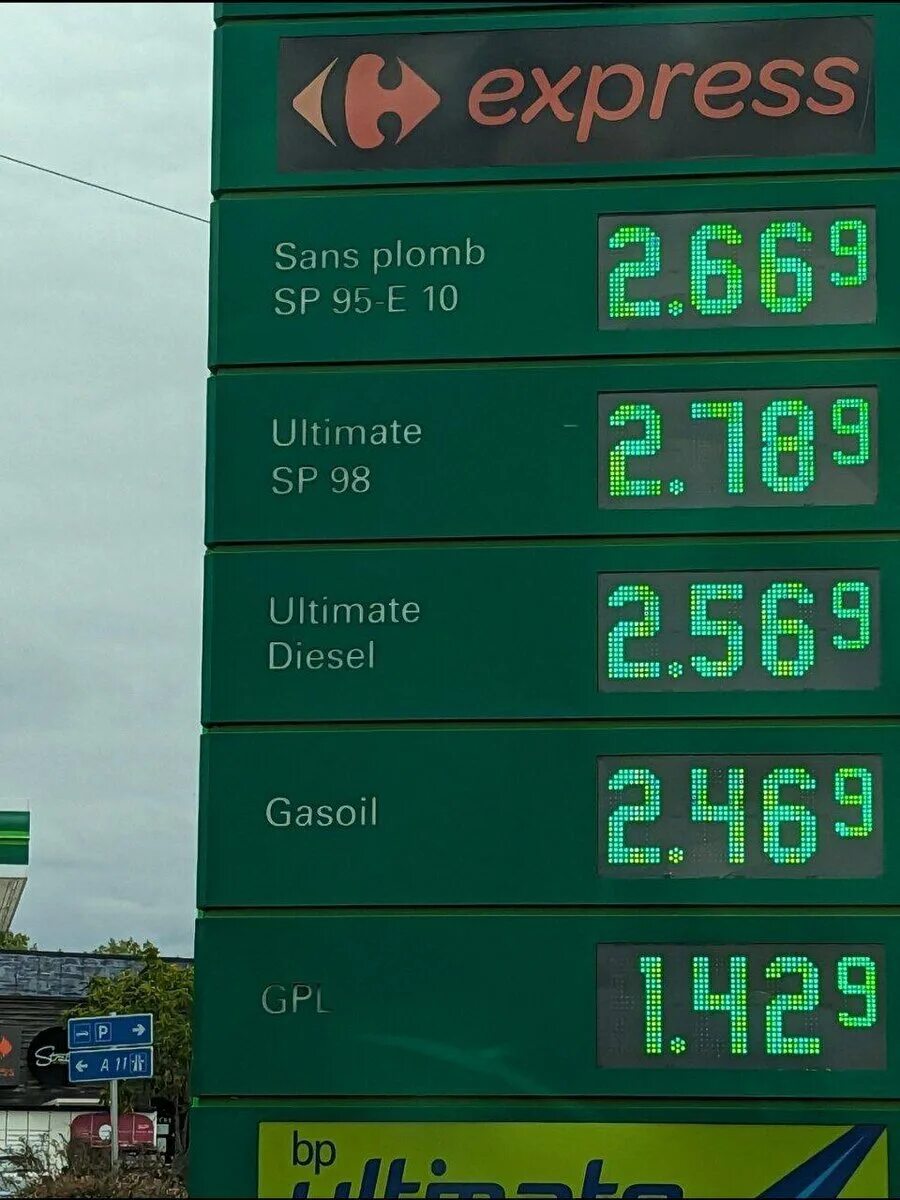 express
Sans plomb
SP 95-E 10
2.669
Ultimate
SP 98
2.789
Ultimate
Diesel
2.569
Gasoil
2.469
GPL
1.429
P
A 11
bp
ultimate